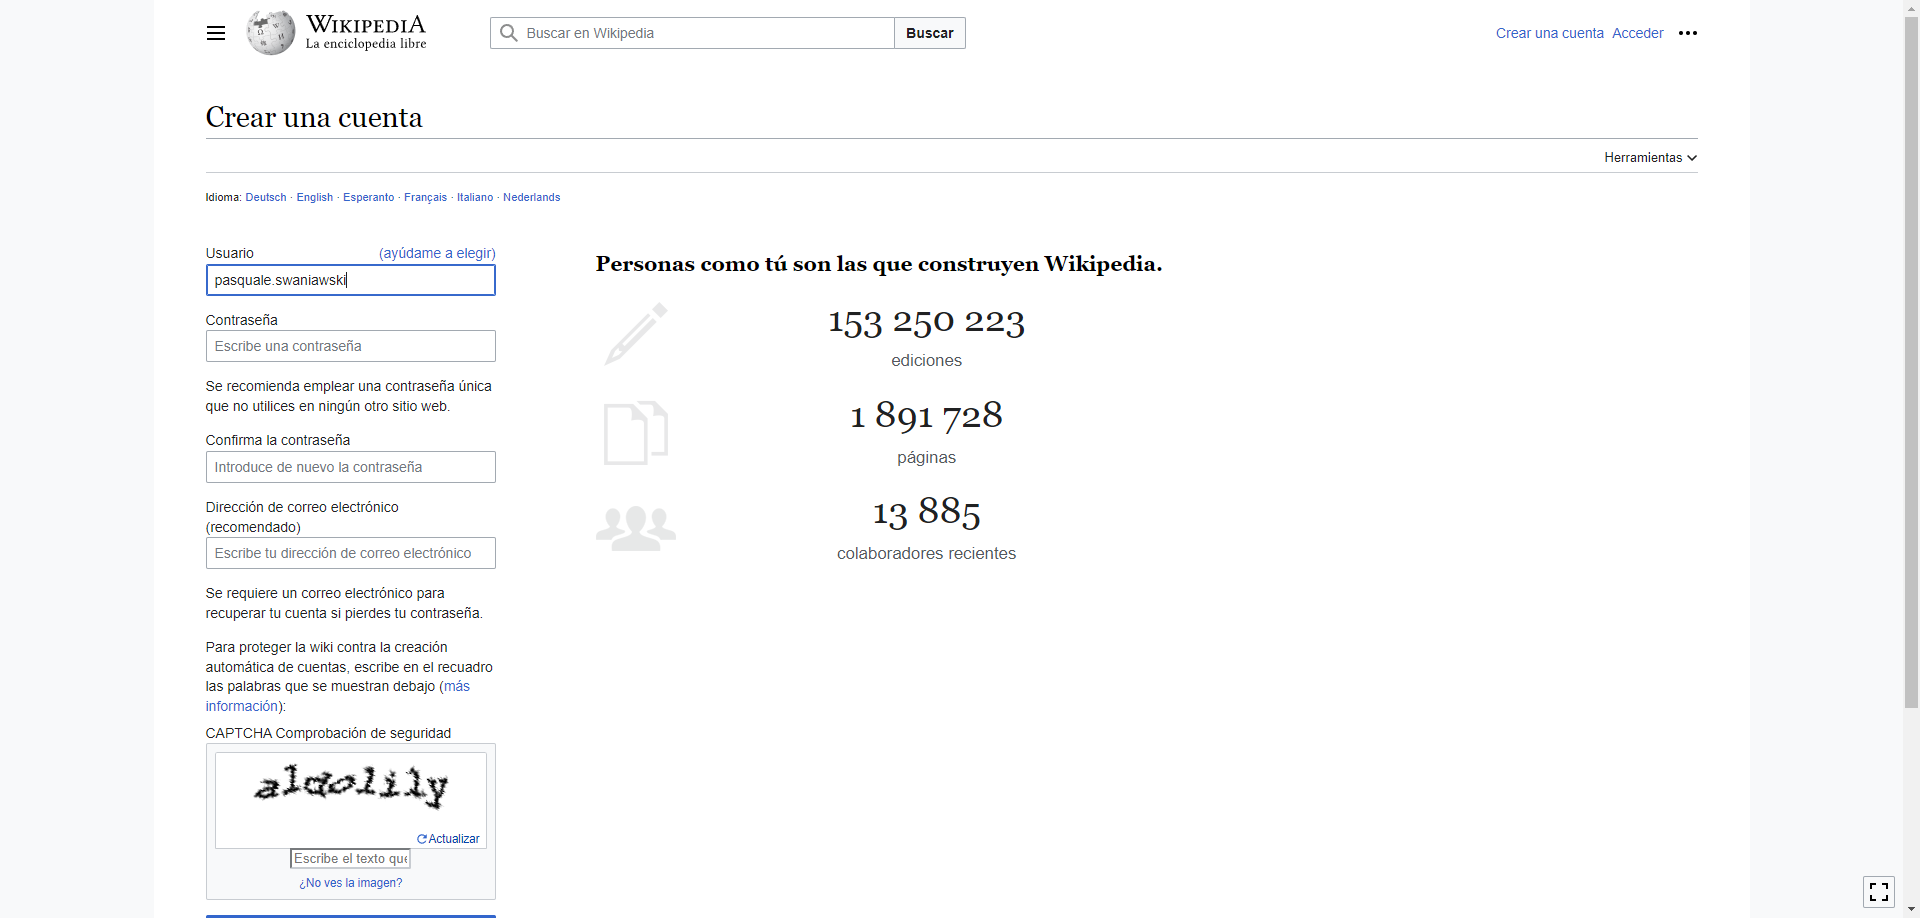 WIKIPEDIA
La enciclopedia libre
Buscar en Wikipedia
Buscar
Crear una cuenta
Acceder
Crear una cuenta
Herramientas
Idioma: Deutsch · English · Esperanto · Français · Italiano · Nederlands
Usuario
(ayúdame a elegir)
pasquale.swaniawski
Contraseña
Escribe una contraseña
Se recomienda emplear una contraseña única
que no utilices en ningún otro sitio web.
Confirma la contraseña
Introduce de nuevo la contraseña
Dirección de correo electrónico
(recomendado)
Escribe tu dirección de correo electrónico
Se requiere un correo electrónico para
recuperar tu cuenta si pierdes tu contraseña.
Para proteger la wiki contra la creación
automática de cuentas, escribe en el recuadro
las palabras que se muestran debajo (más
información):
CAPTCHA Comprobación de seguridad
Actualizar
Escribe el texto que
¿No ves la imagen?
Personas como tú son las que construyen Wikipedia.
153 250 223
ediciones
1 891 728
páginas
13 885
colaboradores recientes